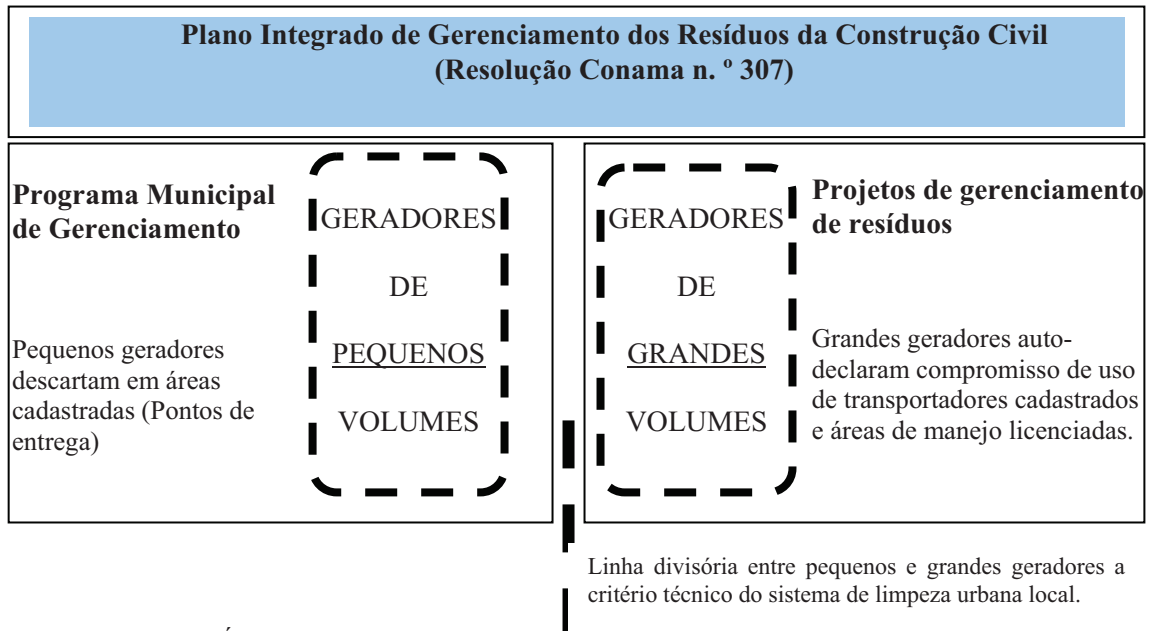 Plano Integrado de Gerenciamento dos Resíduos da Construção Civil
(Resolução Conama n. º 307)
Programa Municipal
de Gerenciamento
Pequenos geradores
descartam em áreas
cadastradas (Pontos de
entrega)
GERADORES
DE
PEQUENOS
VOLUMES
GERADORES
DE
GRANDES
VOLUMES
Projetos de gerenciamento
de resíduos
Grandes geradores auto-
declaram compromisso de uso
de transportadores cadastrados
e áreas de manejo licenciadas.
Linha divisória entre pequenos e grandes geradores a
critério técnico do sistema de limpeza urbana local.